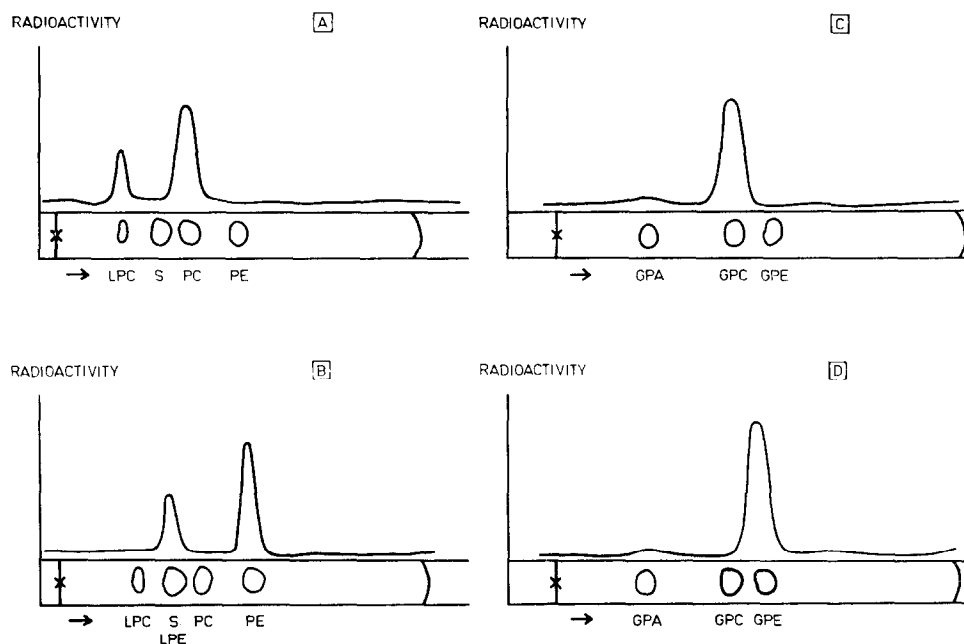 RADIOACTIVITY
A
LPC S PC PE
RADIOACTIVITY
C
GPA GPC GPE
RADIOACTIVITY
B
LPC S PC PE
LPE
RADIOACTIVITY
D
GPA GPC GPE